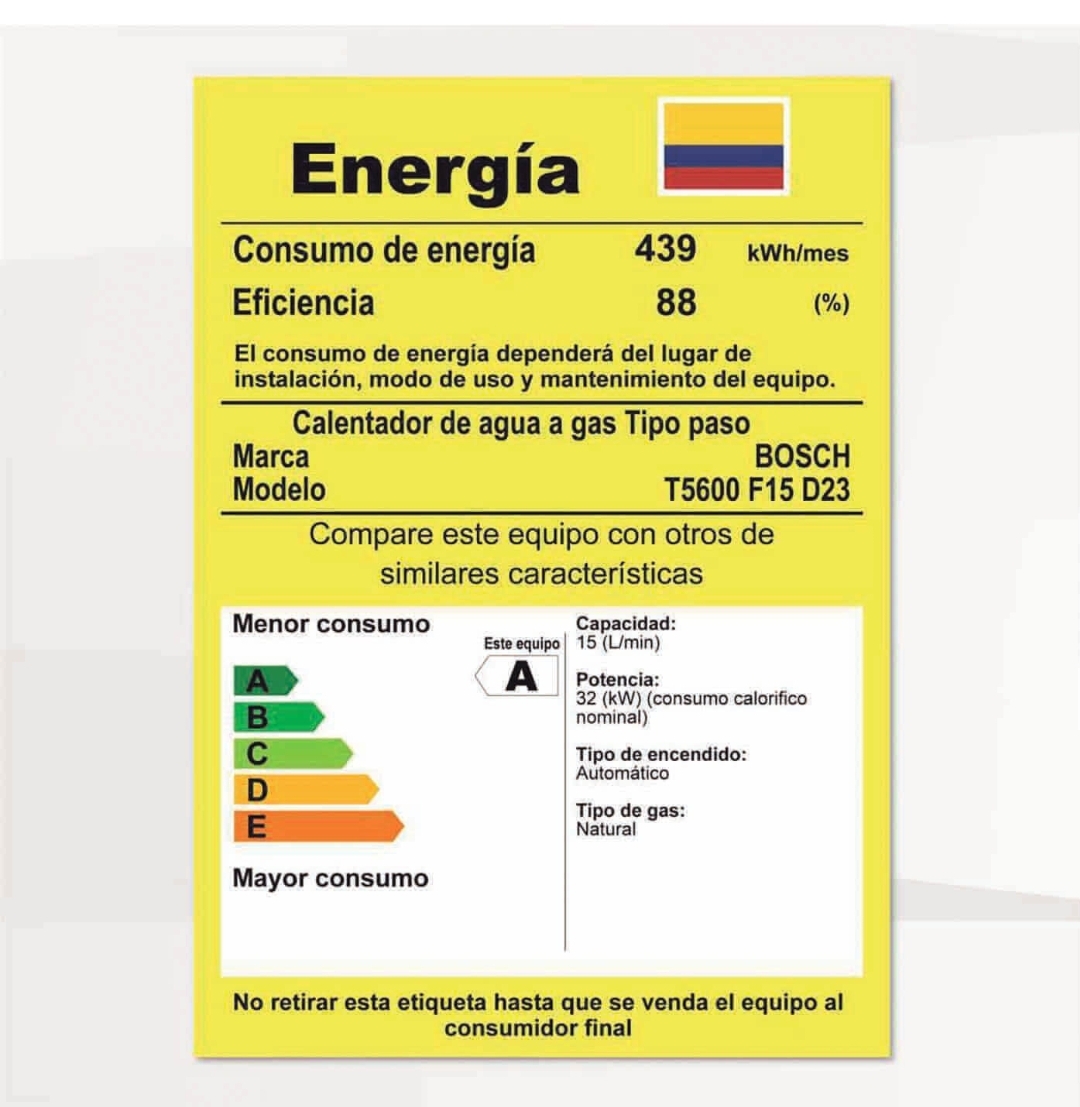 Energía
Consumo de energía 439 kWh/mes
Eficiencia 88 (%)
El consumo de energía dependerá del lugar de
instalación, modo de uso y mantenimiento del equipo.
Calentador de agua a gas Tipo paso
Marca BOSCH
Modelo T5600 F15 D23
Compare este equipo con otros de
similares características
Menor consumo
Este equipo
A
A
B
C
D
E
Mayor consumo
Capacidad:
15 (L/min)
Potencia:
32 (kW) (consumo calorifico
nominal)
Tipo de encendido:
Automático
Tipo de gas:
Natural
No retirar esta etiqueta hasta que se venda el equipo al
consumidor final